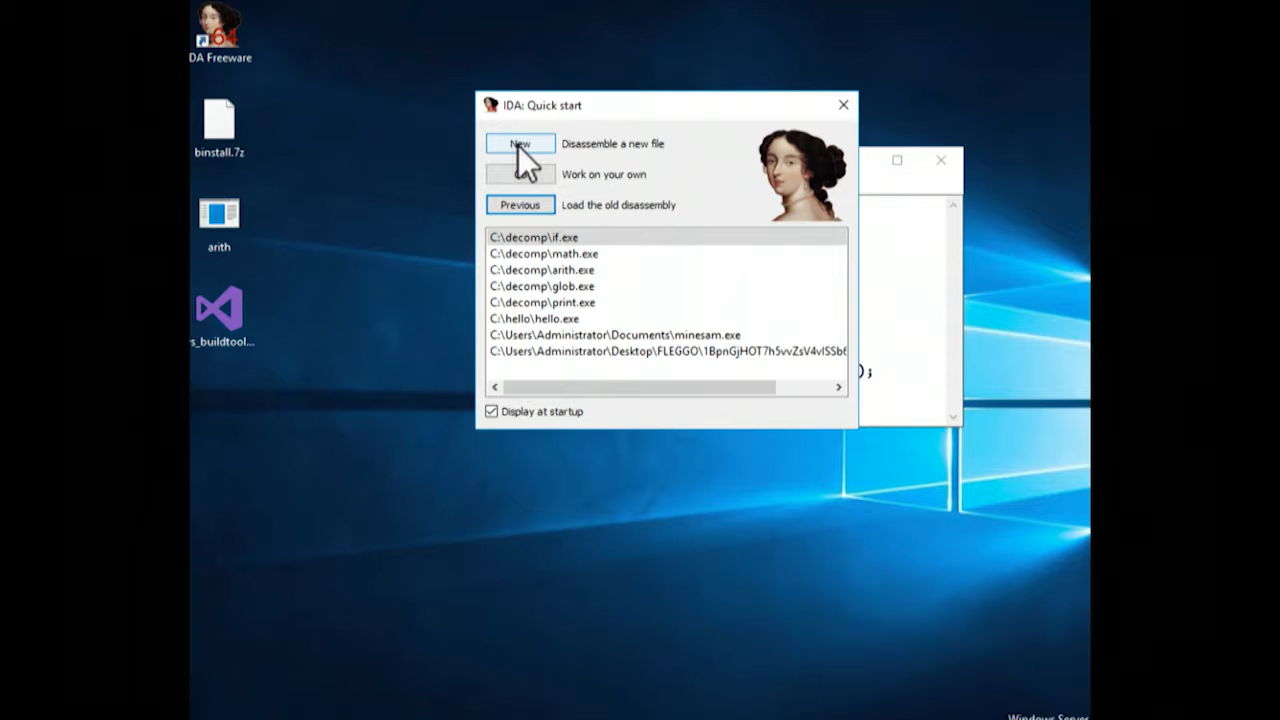 64
DA Freeware
binstall.7z
arith
s_buildtool...
IDA: Quick start
New Disassemble a new file
Work on your own
Previous Load the old disassembly
C:\decomp\if.exe
C:\decomp\math.exe
C:\decomp\arith.exe
C:\decomp\glob.exe
C:\decomp\print.exe
C:\hello\hello.exe
C:\Users\Administrator\Documents\minesam.exe
C:\Users\Administrator\Desktop\FLEGGO\1BpnGjHOT7h5vvZsV4vISSb6
Display at startup
);
Windows Server